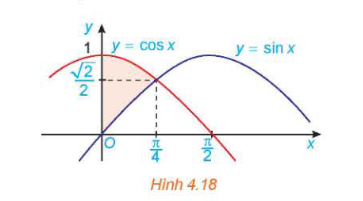 y
1
y = cos x
y = sin x
√2/2
O
π/4
π/2
x
Hình 4.18